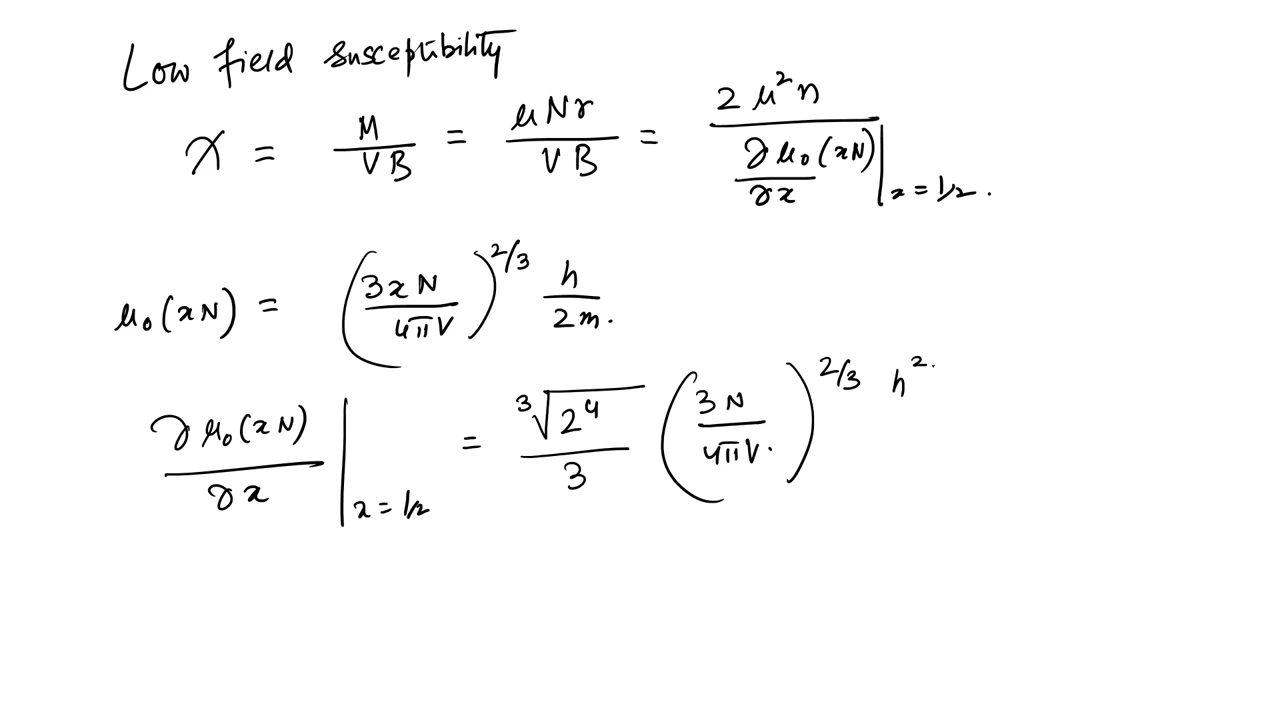 Low field susceptibility
χ = M / VB = μNr / VB = 2μ²n / ∂μ₀(xN)/∂x |x=1/2.
μ₀(xN) = (3xN / 4πV)^2/3 h / 2m.
∂μ₀(xN) / ∂x |x=1/2 = ∛2⁴ / 3 (3N / 4πV.)^2/3 h².